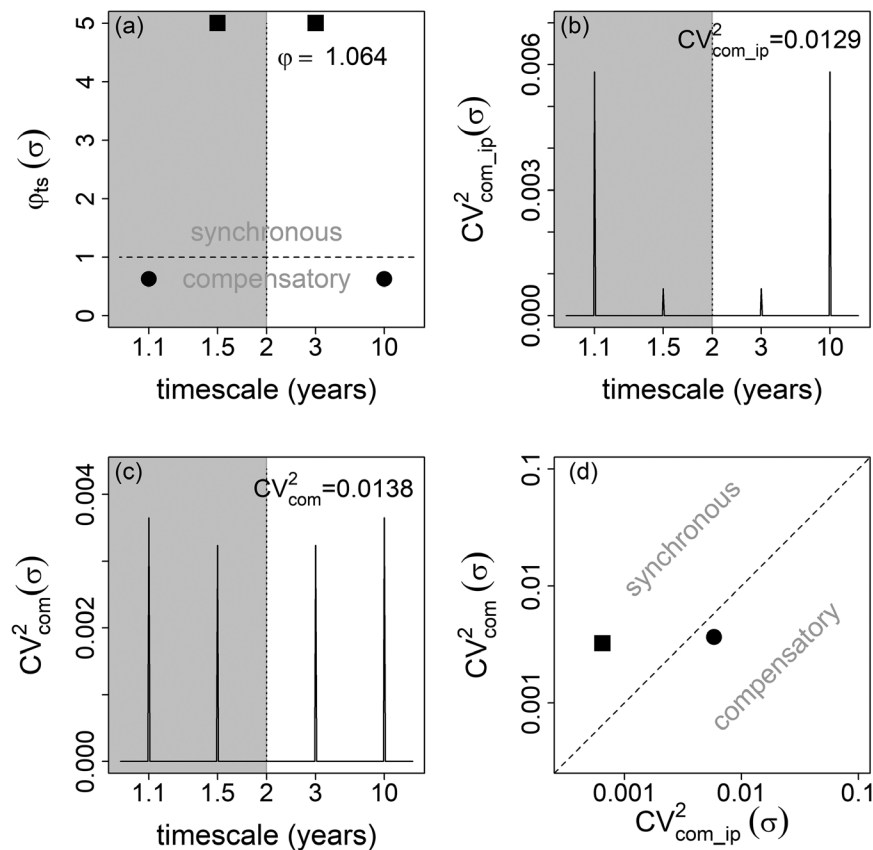 (a)
φ = 1.064
synchronous
compensatory
φts (σ)
0 1 2 3 4 5
1.1 1.5 2 3 10
timescale (years)
(b)
CV²com_ip=0.0129
CV²com_ip(σ)
0.000 0.003 0.006
1.1 1.5 2 3 10
timescale (years)
(c)
CV²com=0.0138
CV²com(σ)
0.000 0.002 0.004
1.1 1.5 2 3 10
timescale (years)
(d)
synchronous
compensatory
CV²com (σ)
0.001 0.01 0.1
0.001 0.01 0.1
CV²com_ip (σ)